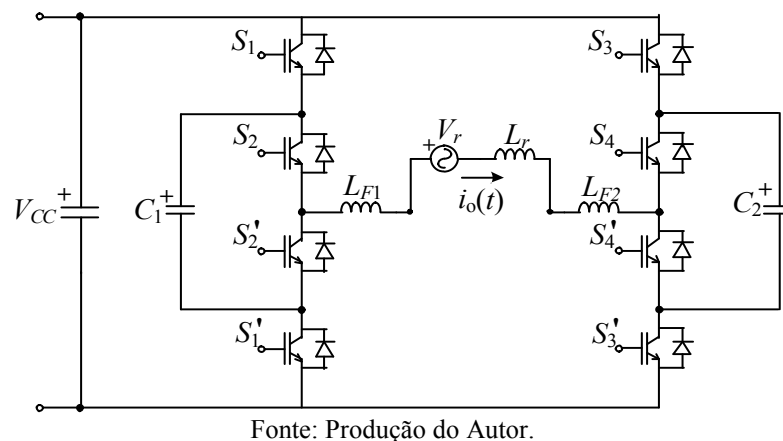 S1
S3
S2
Vr
Lr
S4
+
LF1
LF2
VCC
+
C1
+
io(t)
C2
+
S2'
S4'
S1'
S3'
Fonte: Produção do Autor.